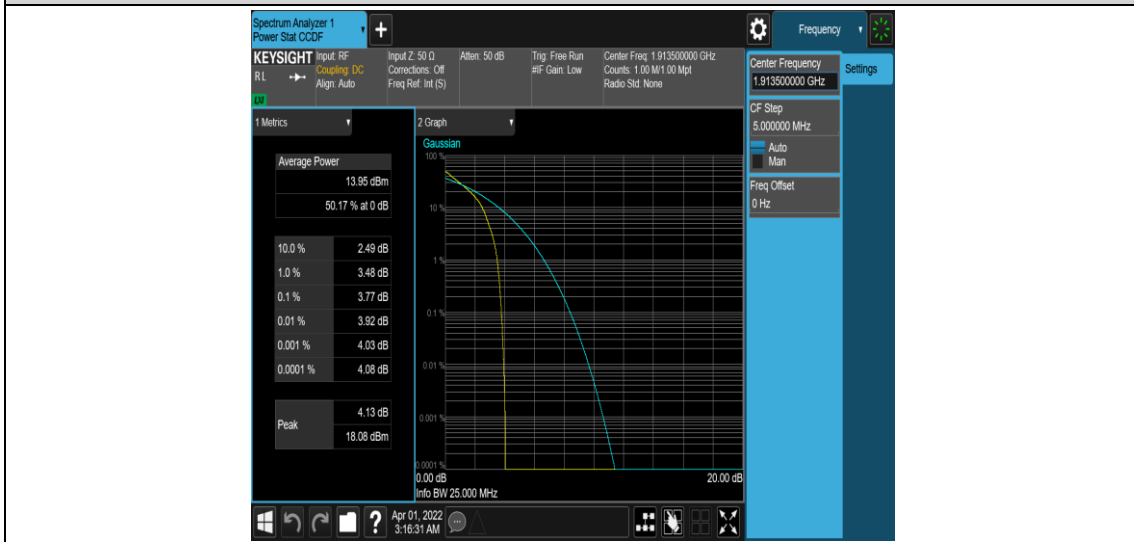 Spectrum Analyzer 1
Power Stat CCDF
+
Frequency
KEYSIGHT
RL
LXI
Input: RF
Coupling: DC
Align: Auto
Input Z: 50 Ω
Corrections: Off
Freq Ref: Int (S)
Atten: 50 dB
Trig: Free Run
#IF Gain: Low
Center Freq: 1.913500000 GHz
Counts: 1.00 M/1.00 Mpt
Radio Std: None
Center Frequency
1.913500000 GHz
Settings
CF Step
5.000000 MHz
Auto
Man
Freq Offset
0 Hz
1 Metrics
Average Power
13.95 dBm
50.17 % at 0 dB
10.0 % 2.49 dB
1.0 % 3.48 dB
0.1 % 3.77 dB
0.01 % 3.92 dB
0.001 % 4.03 dB
0.0001 % 4.08 dB
Peak
4.13 dB
18.08 dBm
2 Graph
Gaussian
100 %
10 %
1 %
0.1 %
0.01 %
0.001 %
0.0001 %
0.00 dB 20.00 dB
Info BW 25.000 MHz
?
Apr 01, 2022
3:16:31 AM